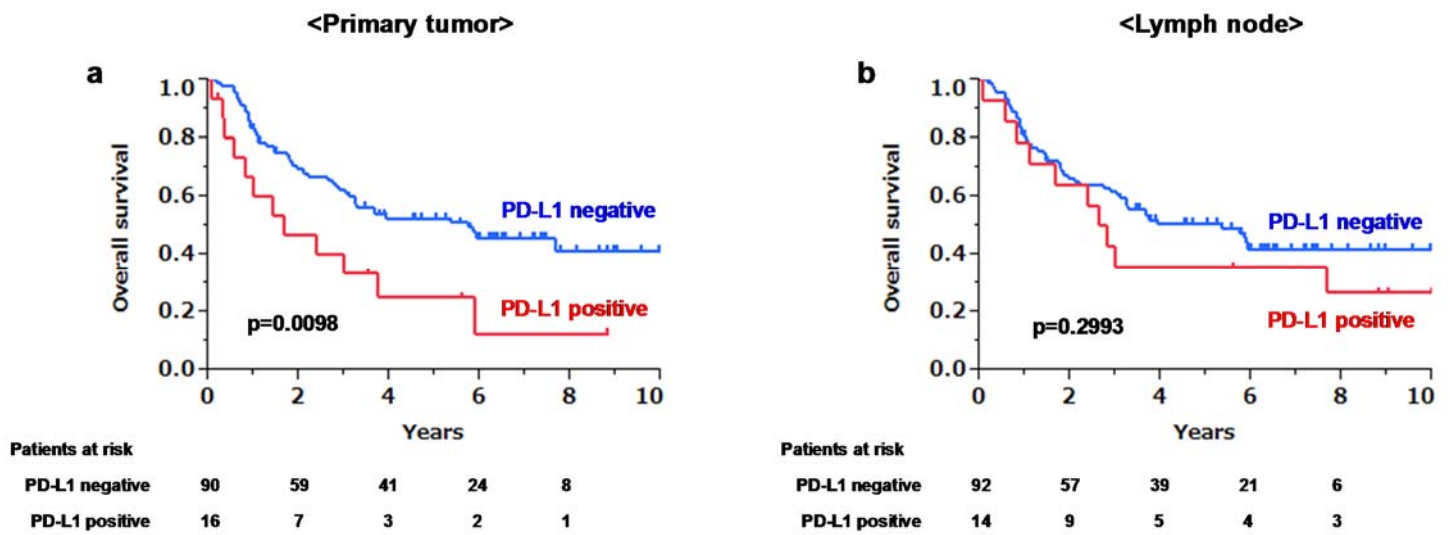 <Primary tumor>
a
1.0
0.8
0.6
0.4
0.2
0.0
Overall survival
PD-L1 negative
PD-L1 positive
p=0.0098
0 2 4 6 8 10
Years
Patients at risk
PD-L1 negative 90 59 41 24 8
PD-L1 positive 16 7 3 2 1
<Lymph node>
b
1.0
0.8
0.6
0.4
0.2
0.0
Overall survival
PD-L1 negative
PD-L1 positive
p=0.2993
0 2 4 6 8 10
Years
Patients at risk
PD-L1 negative 92 57 39 21 6
PD-L1 positive 14 9 5 4 3